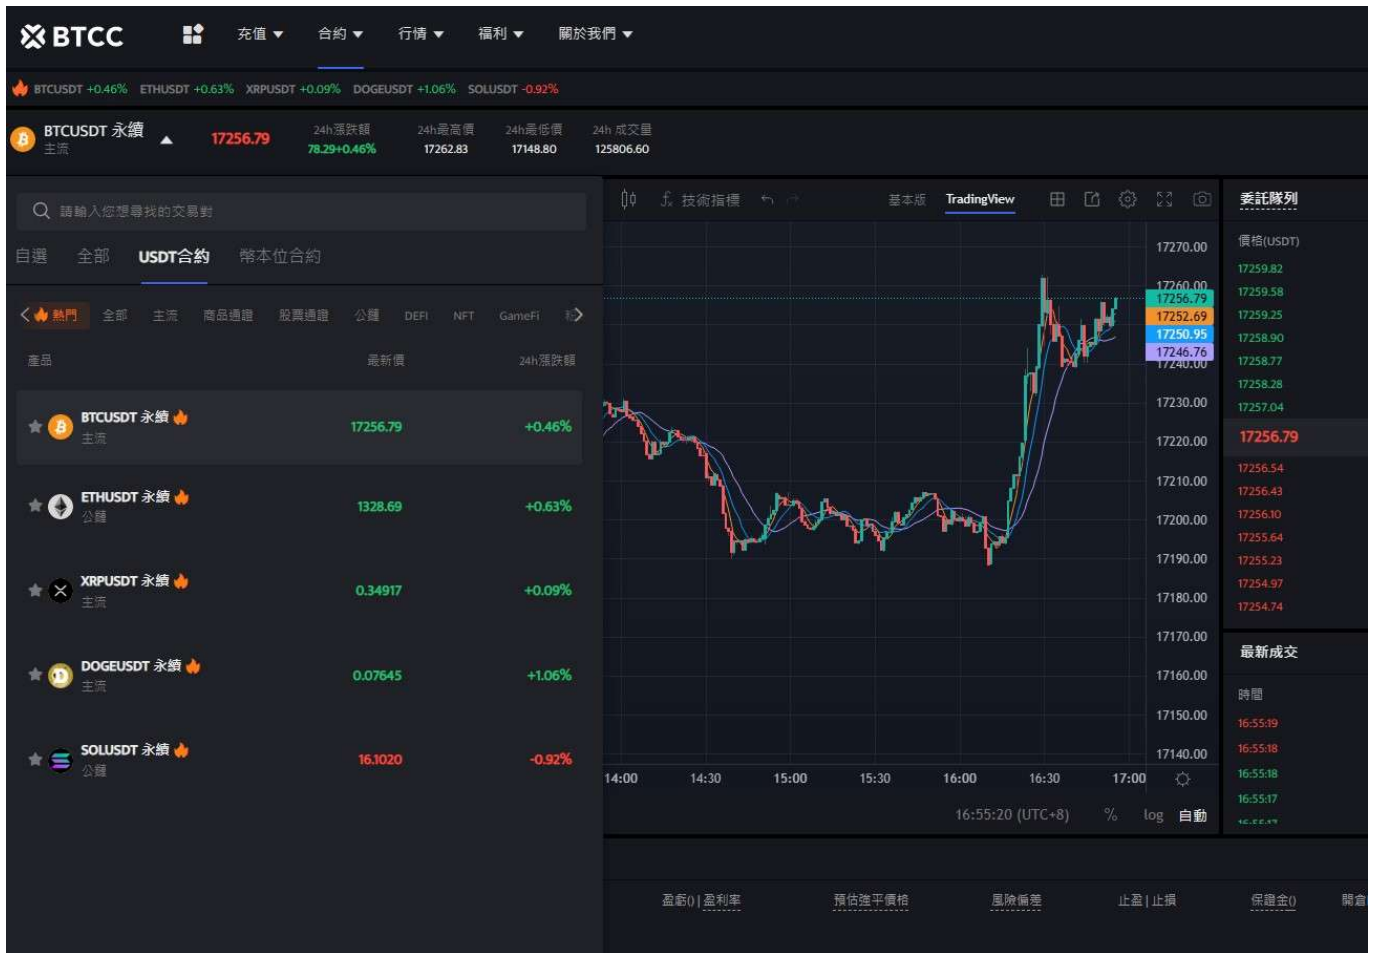 BTCC
充值 合約 行情 福利 關於我們
BTCUSDT +0.46% ETHUSDT +0.63% XRPUSDT +0.09% DOGEUSDT +1.06% SOLUSDT -0.92%
BTCUSDT 永續
主流
17256.79
24h漲跌額 24h最高價 24h最低價 24h 成交量
78.29+0.46% 17262.83 17148.80 125806.60
請輸入您想尋找的交易對
自選 全部 USDT合約 幣本位合約
熱門 全部 主流 商品通證 股票通證 公鏈 DEFI NFT GameFi
產品 最新價 24h漲跌額
BTCUSDT 永續
主流
17256.79 +0.46%
ETHUSDT 永續
公鏈
1328.69 +0.63%
XRPUSDT 永續
主流
0.34917 +0.09%
DOGEUSDT 永續
主流
0.07645 +1.06%
SOLUSDT 永續
公鏈
16.1020 -0.92%
技術指標 基本版 TradingView
17270.00
17260.00
17256.79
17252.69
17250.95
17246.76
17240.00
17230.00
17220.00
17210.00
17200.00
17190.00
17180.00
17170.00
17160.00
17150.00
17140.00
14:00 14:30 15:00 15:30 16:00 16:30 17:00
16:55:20 (UTC+8) % log 自動
委託隊列
價格(USDT)
17259.82
17259.58
17259.25
17258.90
17258.77
17258.28
17257.04
17256.79
17256.54
17256.43
17256.10
17255.64
17255.23
17254.97
17254.74
最新成交
時間
16:55:19
16:55:18
16:55:18
16:55:17
16:55:17
盈虧()|盈利率 預估強平價格 風險偏差 止盈|止損 保證金() 開倉